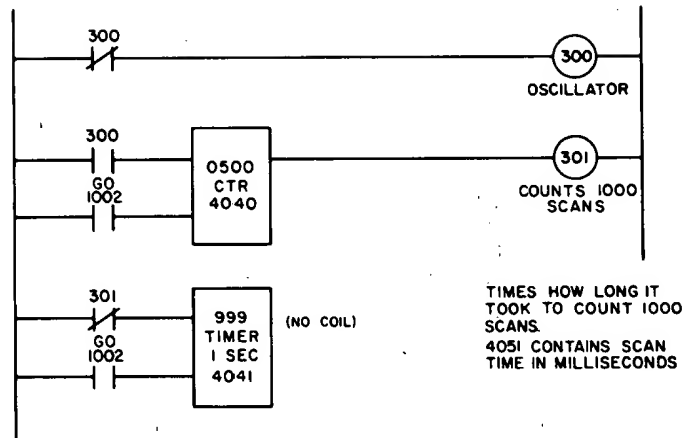 300
300
OSCILLATOR
300
GO
1002
0500
CTR
4040
301
COUNTS 1000
SCANS
301
GO
1002
999
TIMER
1 SEC
4041
(NO COIL)
TIMES HOW LONG IT
TOOK TO COUNT 1000
SCANS.
4051 CONTAINS SCAN
TIME IN MILLISECONDS